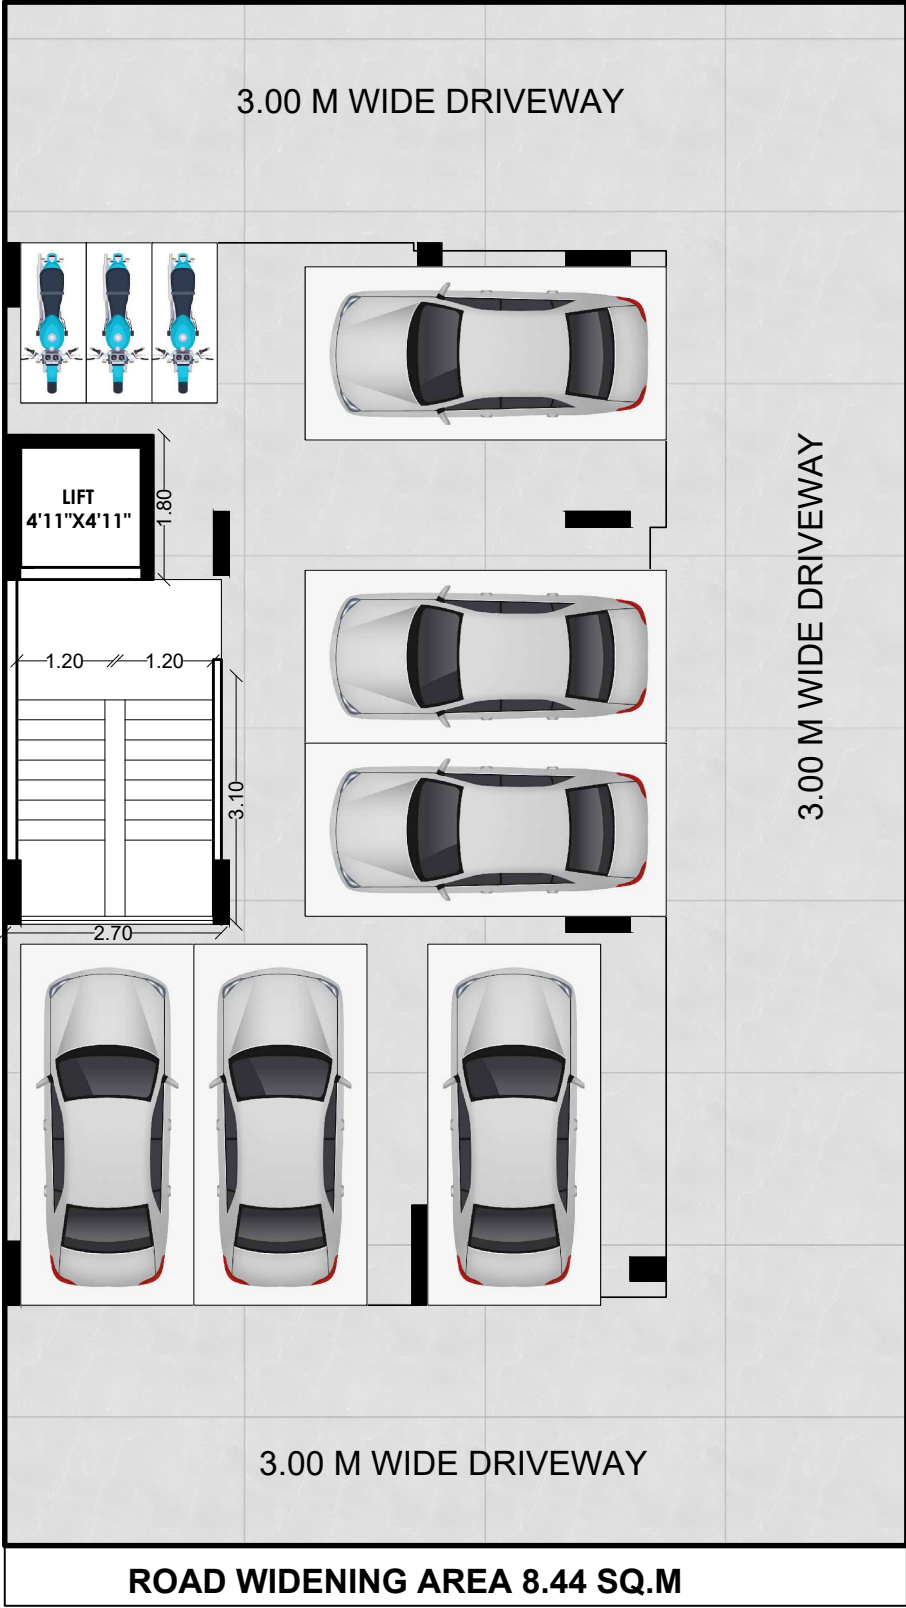 3.00 M WIDE DRIVEWAY
LIFT
4'11"X4'11"
1.80
3.00 M WIDE DRIVEWAY
1.20
1.20
3.10
2.70
3.00 M WIDE DRIVEWAY
ROAD WIDENING AREA 8.44 SQ.M